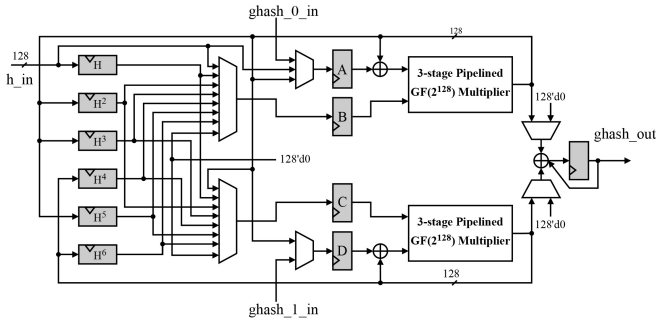 ghash_0_in
128
128
h_in
H
H²
H³
H⁴
H⁵
H⁶
A
B
C
D
3-stage Pipelined
GF(2¹²⁸) Multiplier
128'd0
128'd0
ghash_out
3-stage Pipelined
GF(2¹²⁸) Multiplier
128'd0
128
ghash_1_in